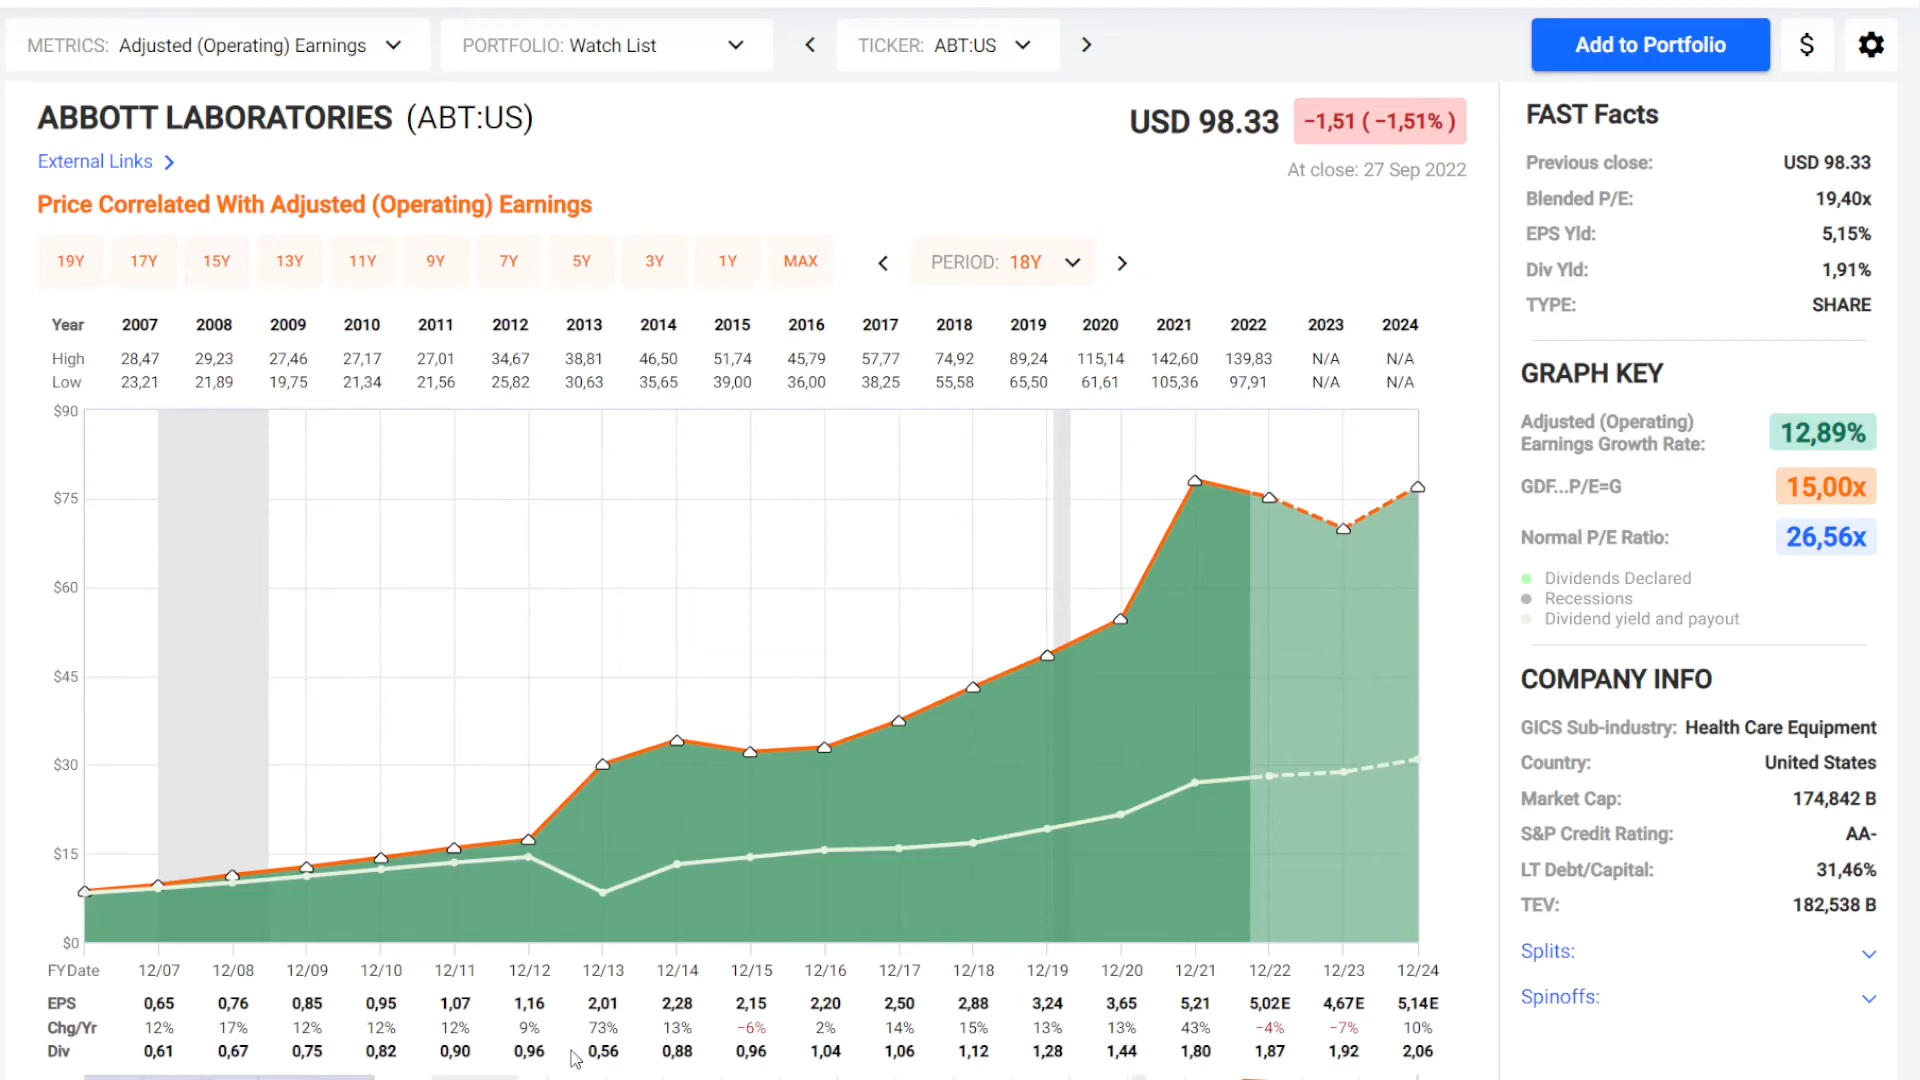 METRICS: Adjusted (Operating) Earnings
PORTFOLIO: Watch List
TICKER: ABT:US
Add to Portfolio
$
ABBOTT LABORATORIES (ABT:US)
USD 98.33
−1,51 ( −1,51% )
External Links
At close: 27 Sep 2022
Price Correlated With Adjusted (Operating) Earnings
19Y 17Y 15Y 13Y 11Y 9Y 7Y 5Y 3Y 1Y MAX
PERIOD: 18Y
Year 2007 2008 2009 2010 2011 2012 2013 2014 2015 2016 2017 2018 2019 2020 2021 2022 2023 2024
High 28,47 29,23 27,46 27,17 27,01 34,67 38,81 46,50 51,74 45,79 57,77 74,92 89,24 115,14 142,60 139,83 N/A N/A
Low 23,21 21,89 19,75 21,34 21,56 25,82 30,63 35,65 39,00 36,00 38,25 55,58 65,50 61,61 105,36 97,91 N/A N/A
$90
$75
$60
$45
$30
$15
$0
FYDate 12/07 12/08 12/09 12/10 12/11 12/12 12/13 12/14 12/15 12/16 12/17 12/18 12/19 12/20 12/21 12/22 12/23 12/24
EPS 0,65 0,76 0,85 0,95 1,07 1,16 2,01 2,28 2,15 2,20 2,50 2,88 3,24 3,65 5,21 5,02E 4,67E 5,14E
Chg/Yr 12% 17% 12% 12% 12% 9% 73% 13% −6% 2% 14% 15% 13% 13% 43% −4% −7% 10%
Div 0,61 0,67 0,75 0,82 0,90 0,96 0,56 0,88 0,96 1,04 1,06 1,12 1,28 1,44 1,80 1,87 1,92 2,06
FAST Facts
Previous close: USD 98.33
Blended P/E: 19,40x
EPS Yld: 5,15%
Div Yld: 1,91%
TYPE: SHARE
GRAPH KEY
Adjusted (Operating)
Earnings Growth Rate: 12,89%
GDF...P/E=G 15,00x
Normal P/E Ratio: 26,56x
Dividends Declared
Recessions
Dividend yield and payout
COMPANY INFO
GICS Sub-industry: Health Care Equipment
Country: United States
Market Cap: 174,842 B
S&P Credit Rating: AA-
LT Debt/Capital: 31,46%
TEV: 182,538 B
Splits:
Spinoffs: